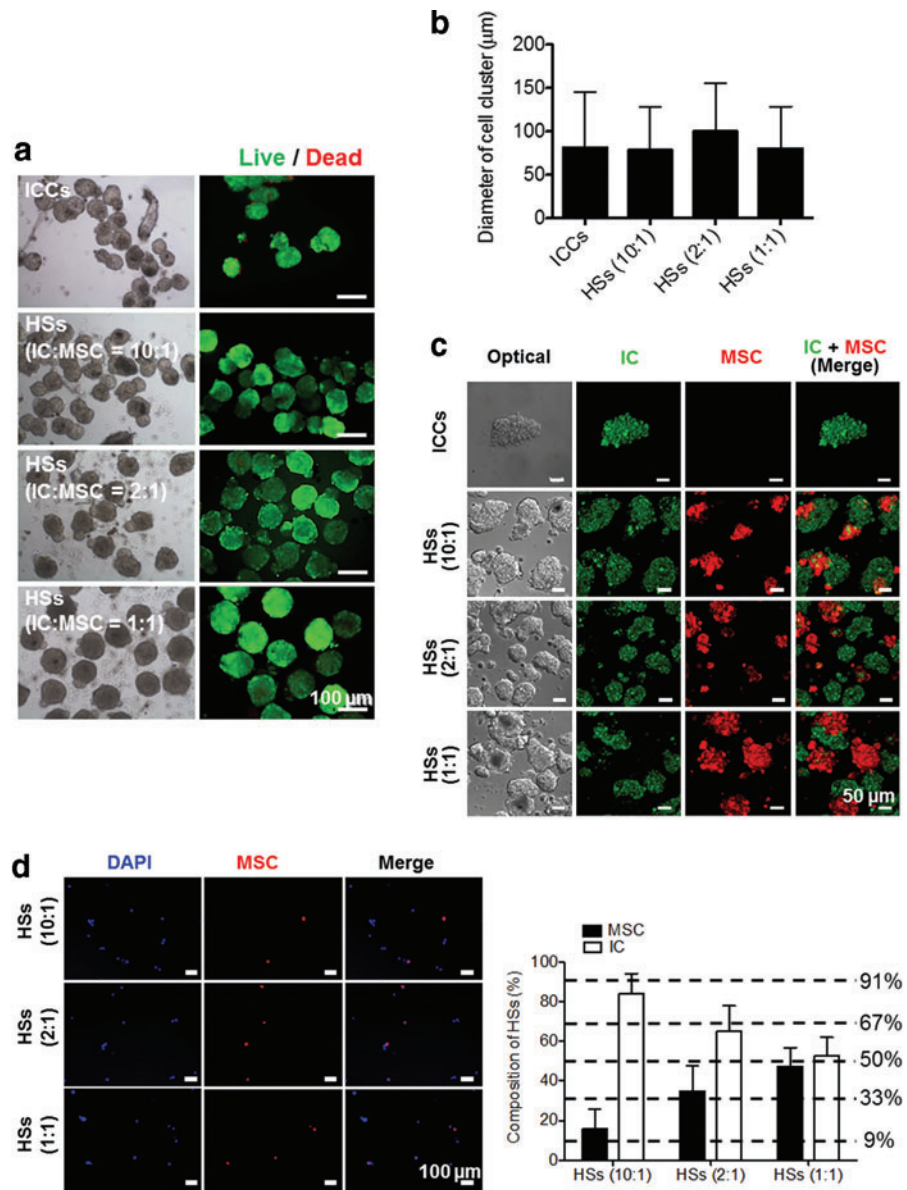 a
Live / Dead
ICCs
HSs
(IC:MSC = 10:1)
HSs
(IC:MSC = 2:1)
HSs
(IC:MSC = 1:1)
100 µm
b
Diameter of cell cluster (µm)
200
150
100
50
0
ICCs
HSs (10:1)
HSs (2:1)
HSs (1:1)
c
Optical
IC
MSC
IC + MSC
(Merge)
ICCs
HSs
(10:1)
HSs
(2:1)
HSs
(1:1)
50 µm
d
DAPI
MSC
Merge
HSs
(10:1)
HSs
(2:1)
HSs
(1:1)
100 µm
MSC
IC
Composition of HSs (%)
100
80
60
40
20
0
91%
67%
50%
33%
9%
HSs (10:1)
HSs (2:1)
HSs (1:1)